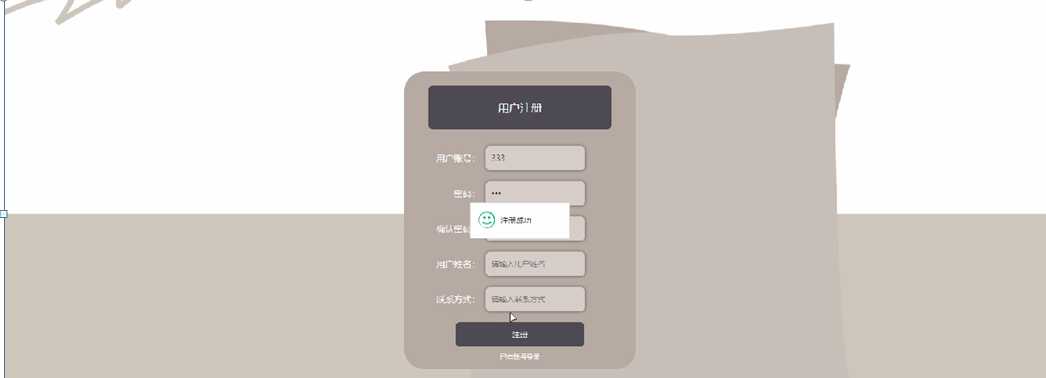 用户注册
用户账号： 333
密码： •••
注册成功
确认密码
用户姓名： 请输入用户姓名
联系方式： 请输入联系方式
注册
已有账号登录